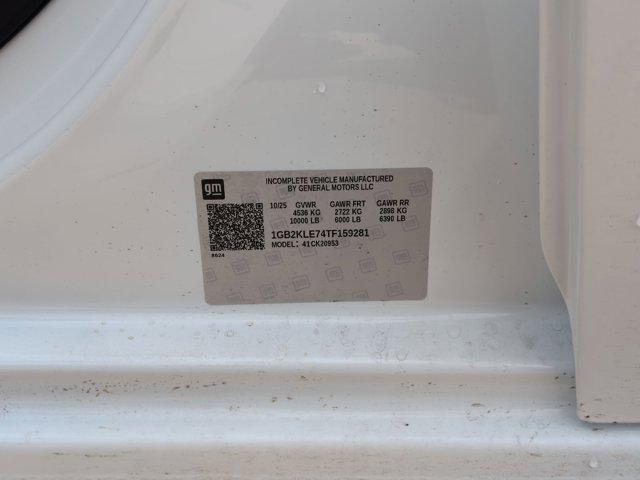 gm
INCOMPLETE VEHICLE MANUFACTURED
BY GENERAL MOTORS LLC
10/25 GVWR GAWR FRT GAWR RR
4536 KG 2722 KG 2898 KG
10000 LB 6000 LB 6390 LB
1GB2KLE74TF159281
MODEL: 41CK20953
8624